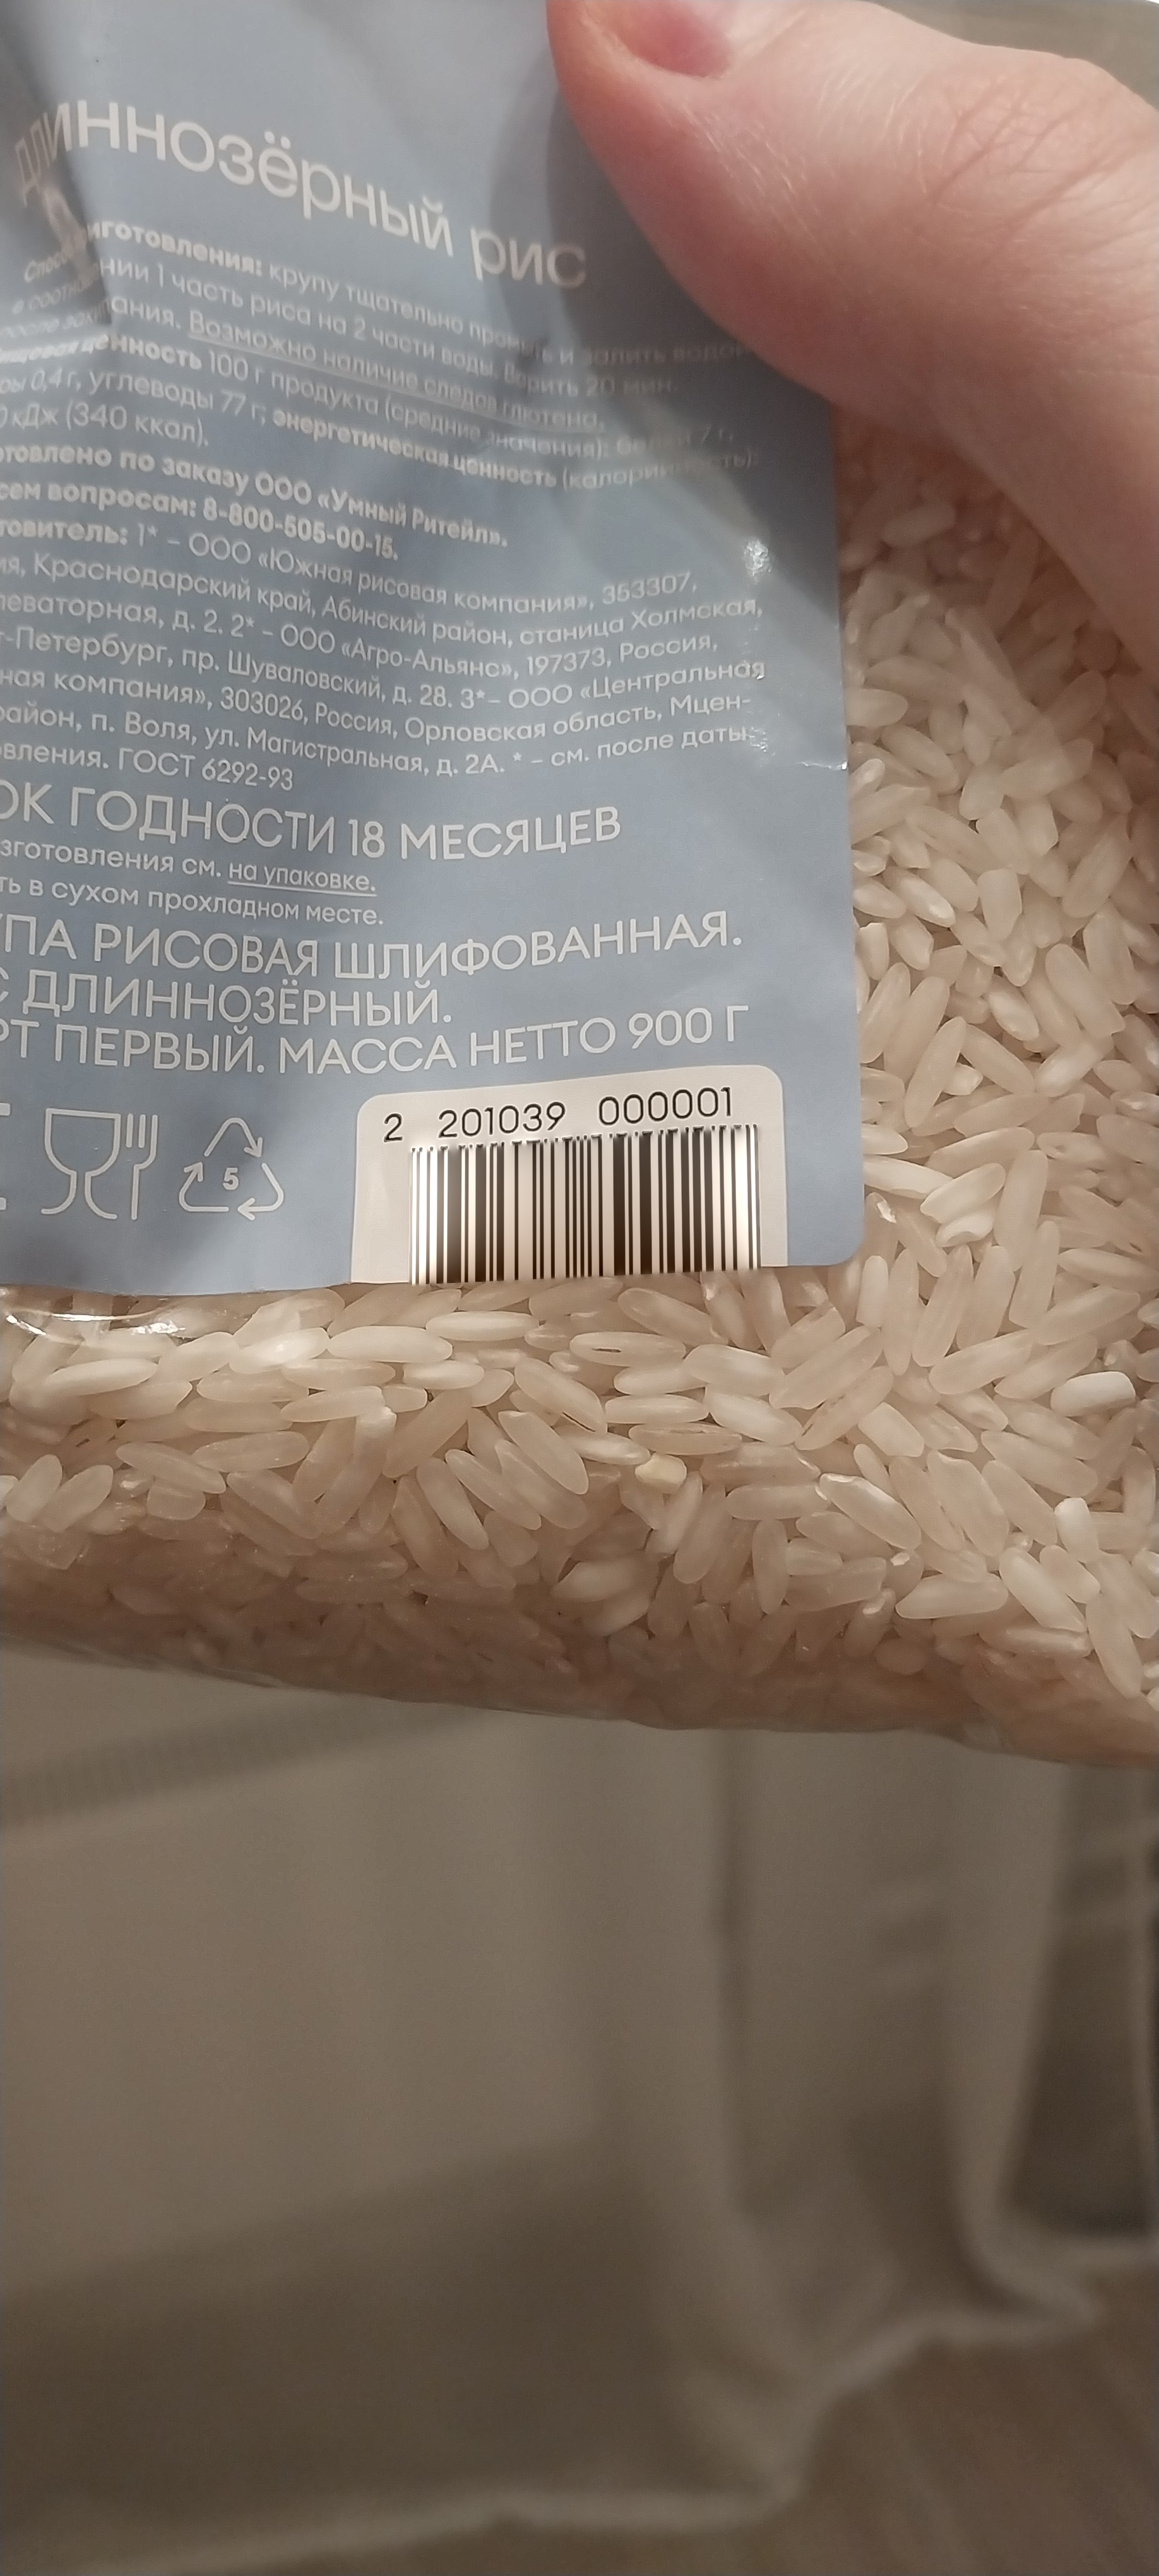 длиннозёрный рис
иготовления: крупу тщательно промыть и залить водой
нии 1 часть риса на 2 части воды. Варить 20 мин.
ания. Возможно наличие следов глютена.
ценность 100 г продукта (средние значения): белки 7 г,
ры 0,4 г, углеводы 77 г; энергетическая ценность (калорийность):
0 кДж (340 ккал).
отовлено по заказу ООО «Умный Ритейл».
сем вопросам: 8-800-505-00-15.
товитель: 1* – ООО «Южная рисовая компания», 353307,
ия, Краснодарский край, Абинский район, станица Холмская,
леваторная, д. 2. 2* – ООО «Агро-Альянс», 197373, Россия,
т-Петербург, пр. Шуваловский, д. 28. 3* – ООО «Центральная
ная компания», 303026, Россия, Орловская область, Мцен-
район, п. Воля, ул. Магистральная, д. 2А. * – см. после даты
овления. ГОСТ 6292-93
ОК ГОДНОСТИ 18 МЕСЯЦЕВ
зготовления см. на упаковке.
ть в сухом прохладном месте.
УПА РИСОВАЯ ШЛИФОВАННАЯ.
С ДЛИННОЗЁРНЫЙ.
РТ ПЕРВЫЙ. МАССА НЕТТО 900 Г
5
2 201039 000001